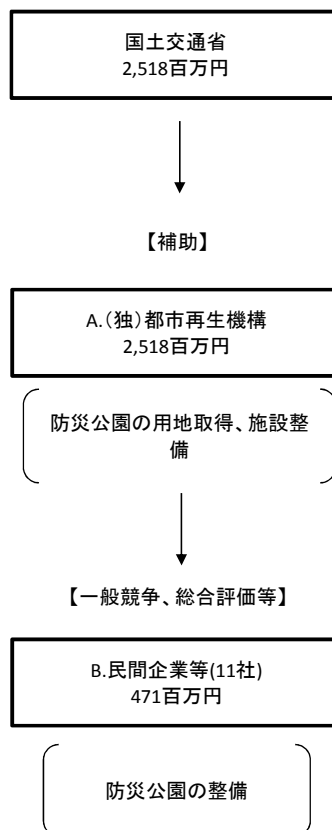 国土交通省
2,518百万円
【補助】
A.(独)都市再生機構
2,518百万円
防災公園の用地取得、施設整
備
【一般競争、総合評価等】
B.民間企業等(11社)
471百万円
防災公園の整備